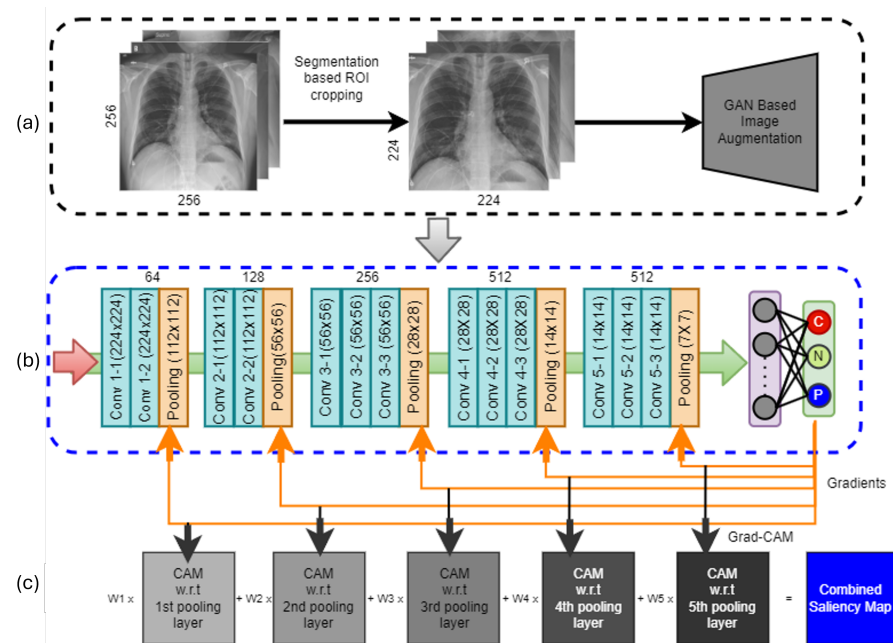 (a)
256
256
Segmentation
based ROI
cropping
224
224
GAN Based
Image
Augmentation
(b)
64
128
256
512
512
Conv 1-1(224x224)
Conv 1-2 (224x224)
Pooling (112x112)
Conv 2-1(112x112)
Conv 2-2(112x112)
Pooling(56x56)
Conv 3-1(56x56)
Conv 3-2 (56x56)
Conv 3-3 (56x56)
Pooling (28x28)
Conv 4-1 (28X28)
Conv 4-2 (28X28)
Conv 4-3 (28X28)
Pooling (14x14)
Conv 5-1 (14x14)
Conv 5-2 (14x14)
Conv 5-3 (14x14)
Pooling (7X7)
C
N
P
Gradients
Grad-CAM
(c)
W1 x
CAM
w.r.t
1st pooling
layer
+ W2 x
CAM
w.r.t
2nd pooling
layer
+ W3 x
CAM
w.r.t
3rd pooling
layer
+ W4 x
CAM
w.r.t
4th pooling
layer
+ W5 x
CAM
w.r.t
5th pooling
layer
=
Combined
Saliency Map